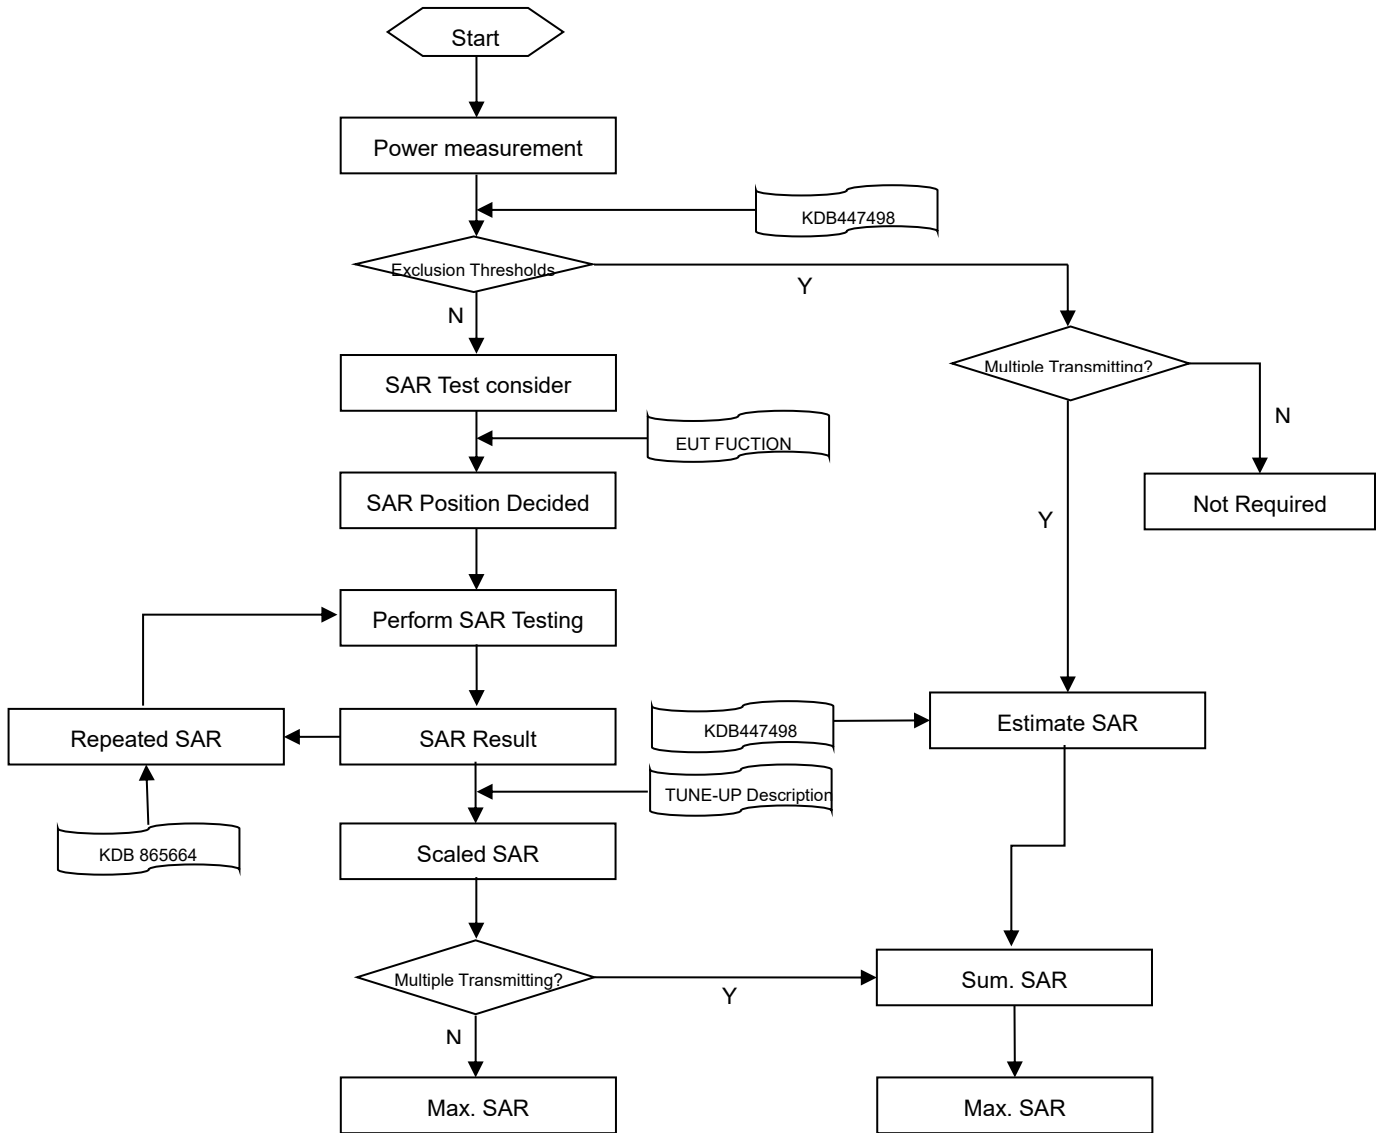 Start
Power measurement
KDB447498
Exclusion Thresholds
Y
N
Multiple Transmitting?
SAR Test consider
N
EUT FUCTION
SAR Position Decided
Not Required
Y
Perform SAR Testing
Repeated SAR
SAR Result
KDB447498
Estimate SAR
TUNE-UP Description
KDB 865664
Scaled SAR
Multiple Transmitting?
Y
Sum. SAR
N
Max. SAR
Max. SAR